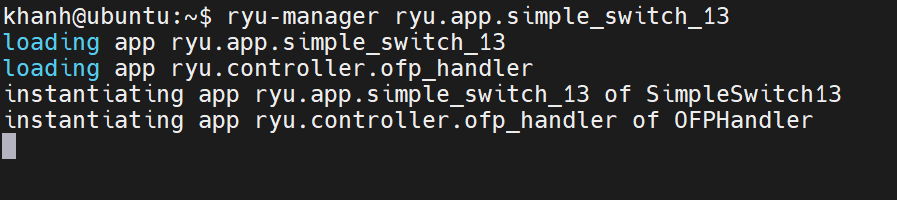 khanh@ubuntu:~$ ryu-manager ryu.app.simple_switch_13
loading app ryu.app.simple_switch_13
loading app ryu.controller.ofp_handler
instantiating app ryu.app.simple_switch_13 of SimpleSwitch13
instantiating app ryu.controller.ofp_handler of OFPHandler